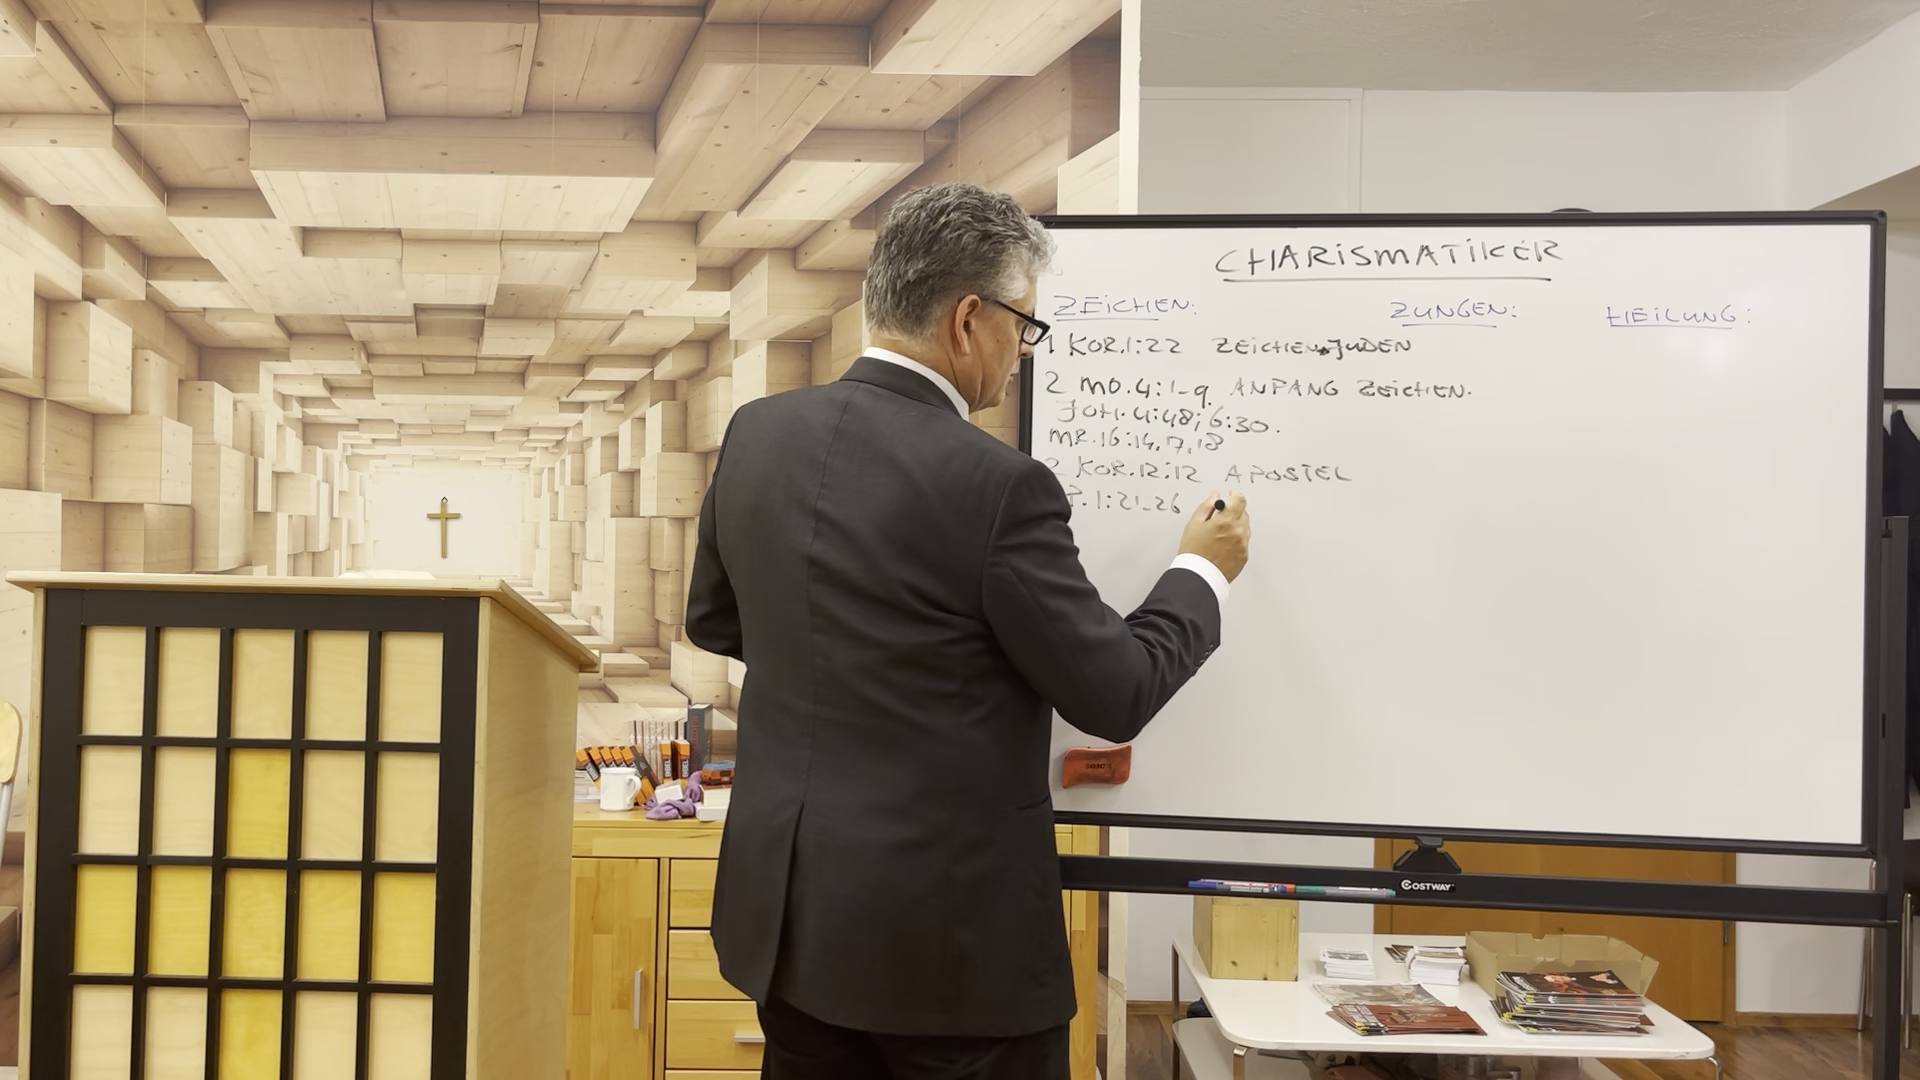 CHARISMATIKER
ZEICHEN: ZUNGEN: HEILUNG:
1 KOR.1:22 ZEICHEN JUDEN
2 MO.4:1-9. ANFANG ZEICHEN.
JOH. 4:48; 6:30.
MR.16:14,17,18
2 KOR.12:12 APOSTEL
.1:21-26
COSTWAY